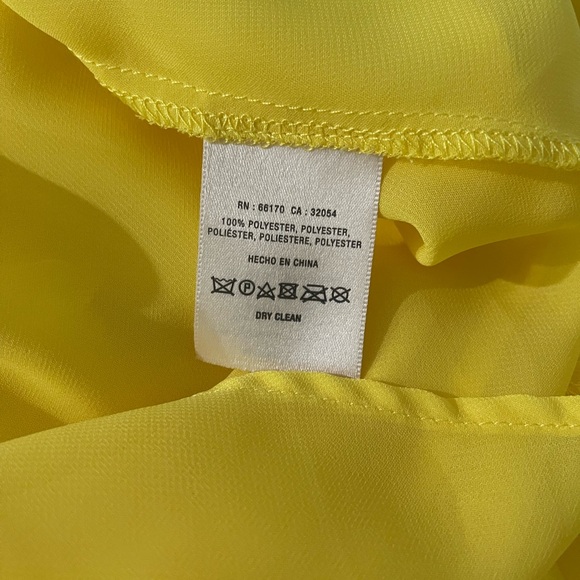 RN : 66170 CA : 32054
100% POLYESTER, POLYESTER,
POLIÉSTER, POLIESTERE, POLYESTER
HECHO EN CHINA
P
DRY CLEAN